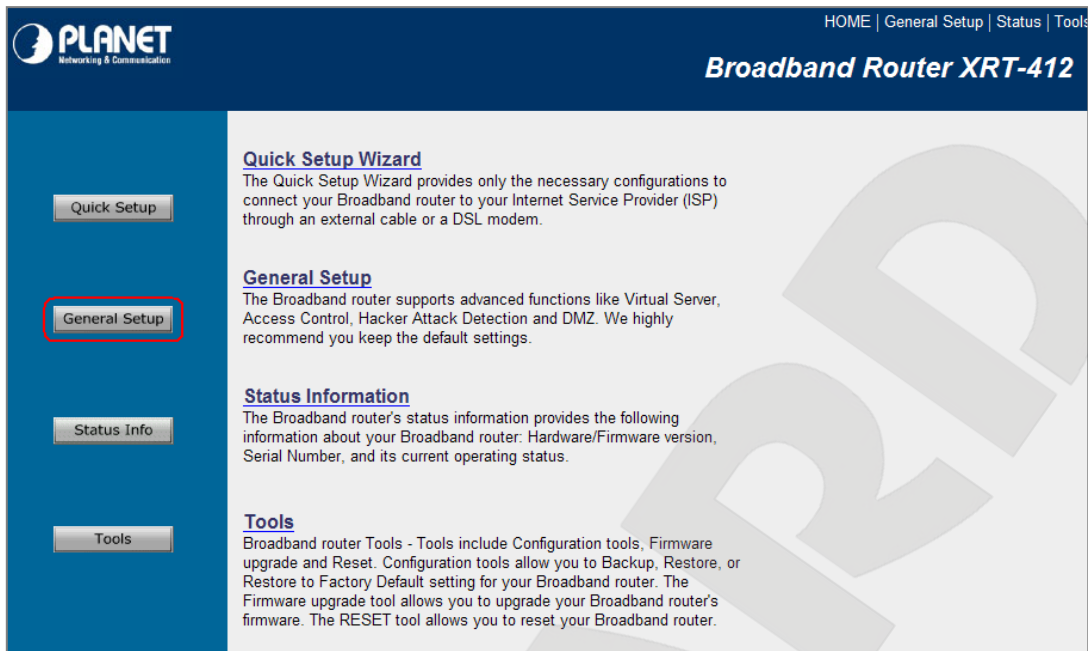 PLANET
Networking & Communication
HOME | General Setup | Status | Tools
Broadband Router XRT-412
Quick Setup
General Setup
Status Info
Tools
Quick Setup Wizard
The Quick Setup Wizard provides only the necessary configurations to
connect your Broadband router to your Internet Service Provider (ISP)
through an external cable or a DSL modem.
General Setup
The Broadband router supports advanced functions like Virtual Server,
Access Control, Hacker Attack Detection and DMZ. We highly
recommend you keep the default settings.
Status Information
The Broadband router's status information provides the following
information about your Broadband router: Hardware/Firmware version,
Serial Number, and its current operating status.
Tools
Broadband router Tools - Tools include Configuration tools, Firmware
upgrade and Reset. Configuration tools allow you to Backup, Restore, or
Restore to Factory Default setting for your Broadband router. The
Firmware upgrade tool allows you to upgrade your Broadband router's
firmware. The RESET tool allows you to reset your Broadband router.